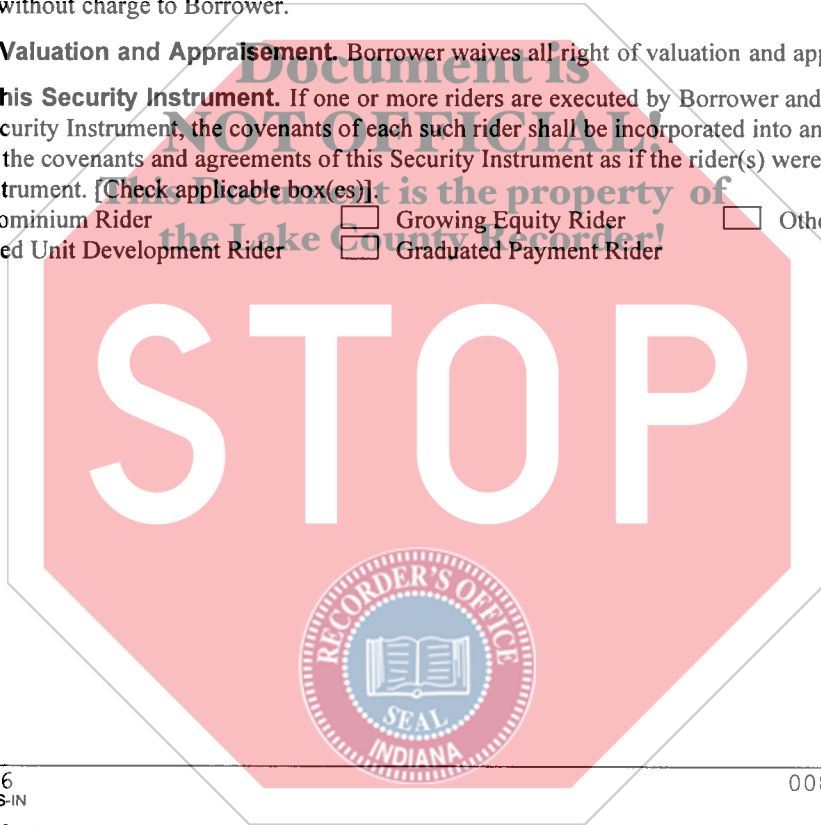 without charge to Borrower.
Valuation and Appraisement. Borrower waives all right of valuation and app
his Security Instrument. If one or more riders are executed by Borrower and
curity Instrument, the covenants of each such rider shall be incorporated into an
the covenants and agreements of this Security Instrument as if the rider(s) were
trument. [Check applicable box(es)].
ominium Rider Growing Equity Rider Othe
ed Unit Development Rider Graduated Payment Rider
Document is
NOT OFFICIAL!
This Document is the property of
the Lake County Recorder!
STOP
RECORDER'S OFFICE
SEAL
INDIANA
6 008
S-IN